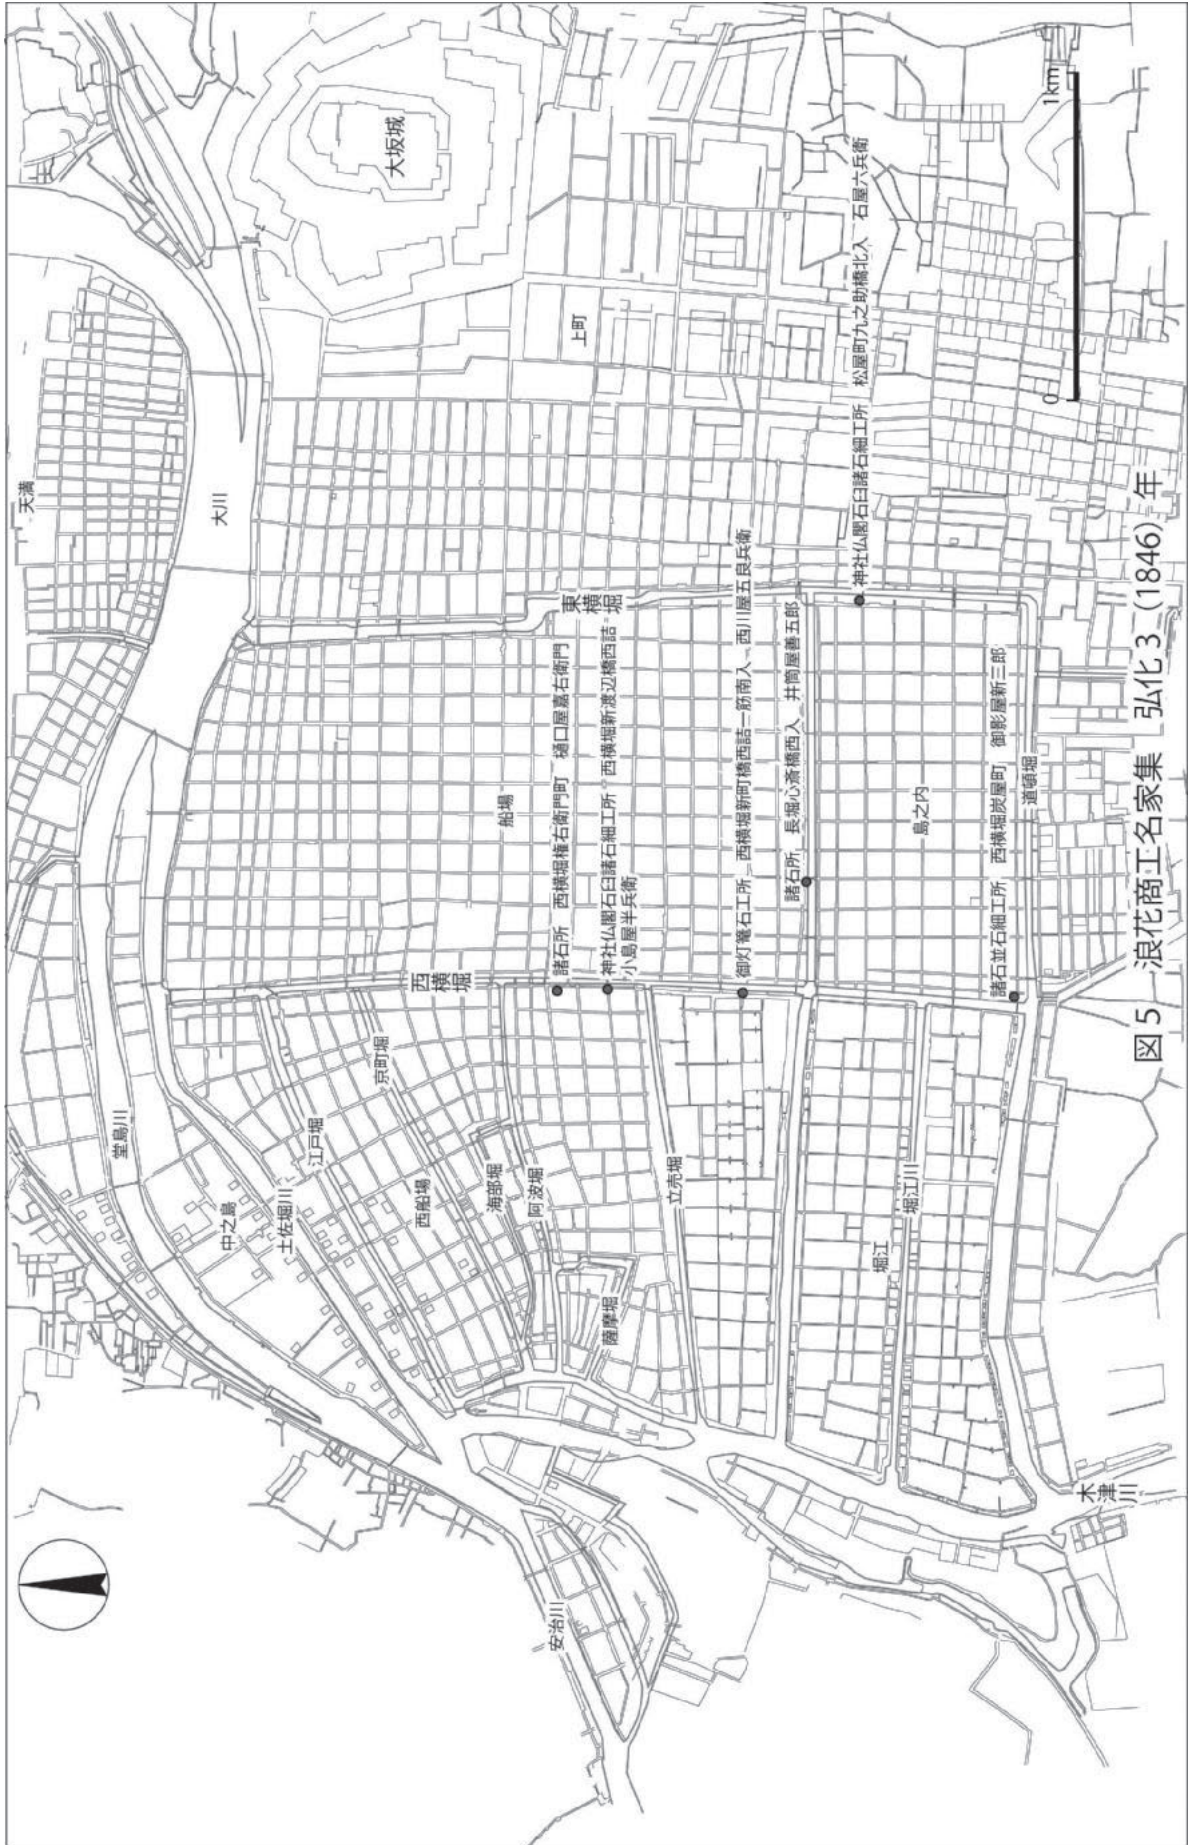 天満
大川
大坂城
上町
東横堀
船場
西横堀
堂島川
中之島
土佐堀川
江戸堀
京町堀
西船場
海部堀
阿波堀
薩摩堀
立売堀
堀江
堀江川
島之内
道頓堀
安治川
木津川
諸石所 西横堀権右衛門町 樋口屋嘉右衛門
神社仏閣石臼諸石細工所 西横堀新渡辺橋西詰
小島屋半兵衛
御灯篭石工所 西横堀新町橋西詰一筋南入 西川屋五良兵衛
諸石所 長堀心斎橋西入 井筒屋善五郎
神社仏閣石臼諸石細工所 松屋町九之助橋北入 石屋六兵衛
諸石並石細工所 西横堀炭屋町 御影屋新三郎
0 1km
図5 浪花商工名家集 弘化3(1846)年